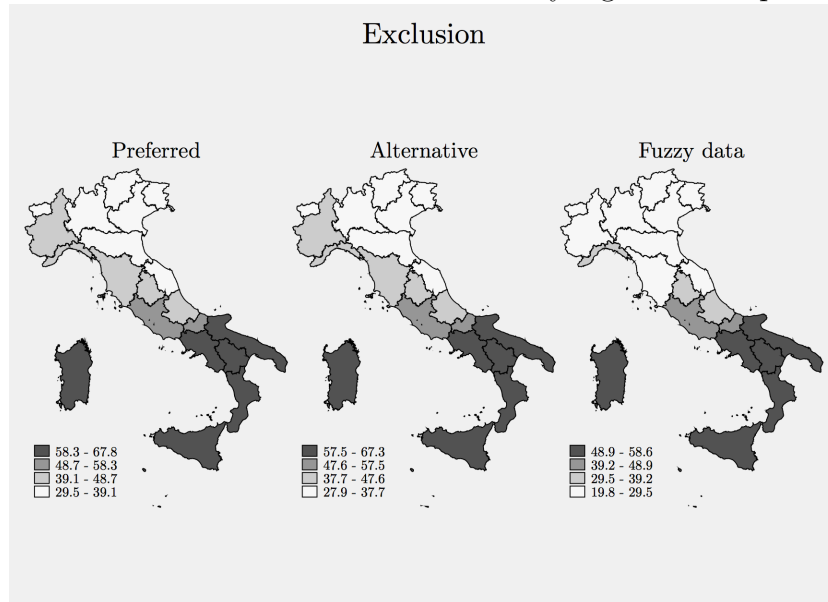 Exclusion
Preferred
Alternative
Fuzzy data
58.3 - 67.8
48.7 - 58.3
39.1 - 48.7
29.5 - 39.1
57.5 - 67.3
47.6 - 57.5
37.7 - 47.6
27.9 - 37.7
48.9 - 58.6
39.2 - 48.9
29.5 - 39.2
19.8 - 29.5